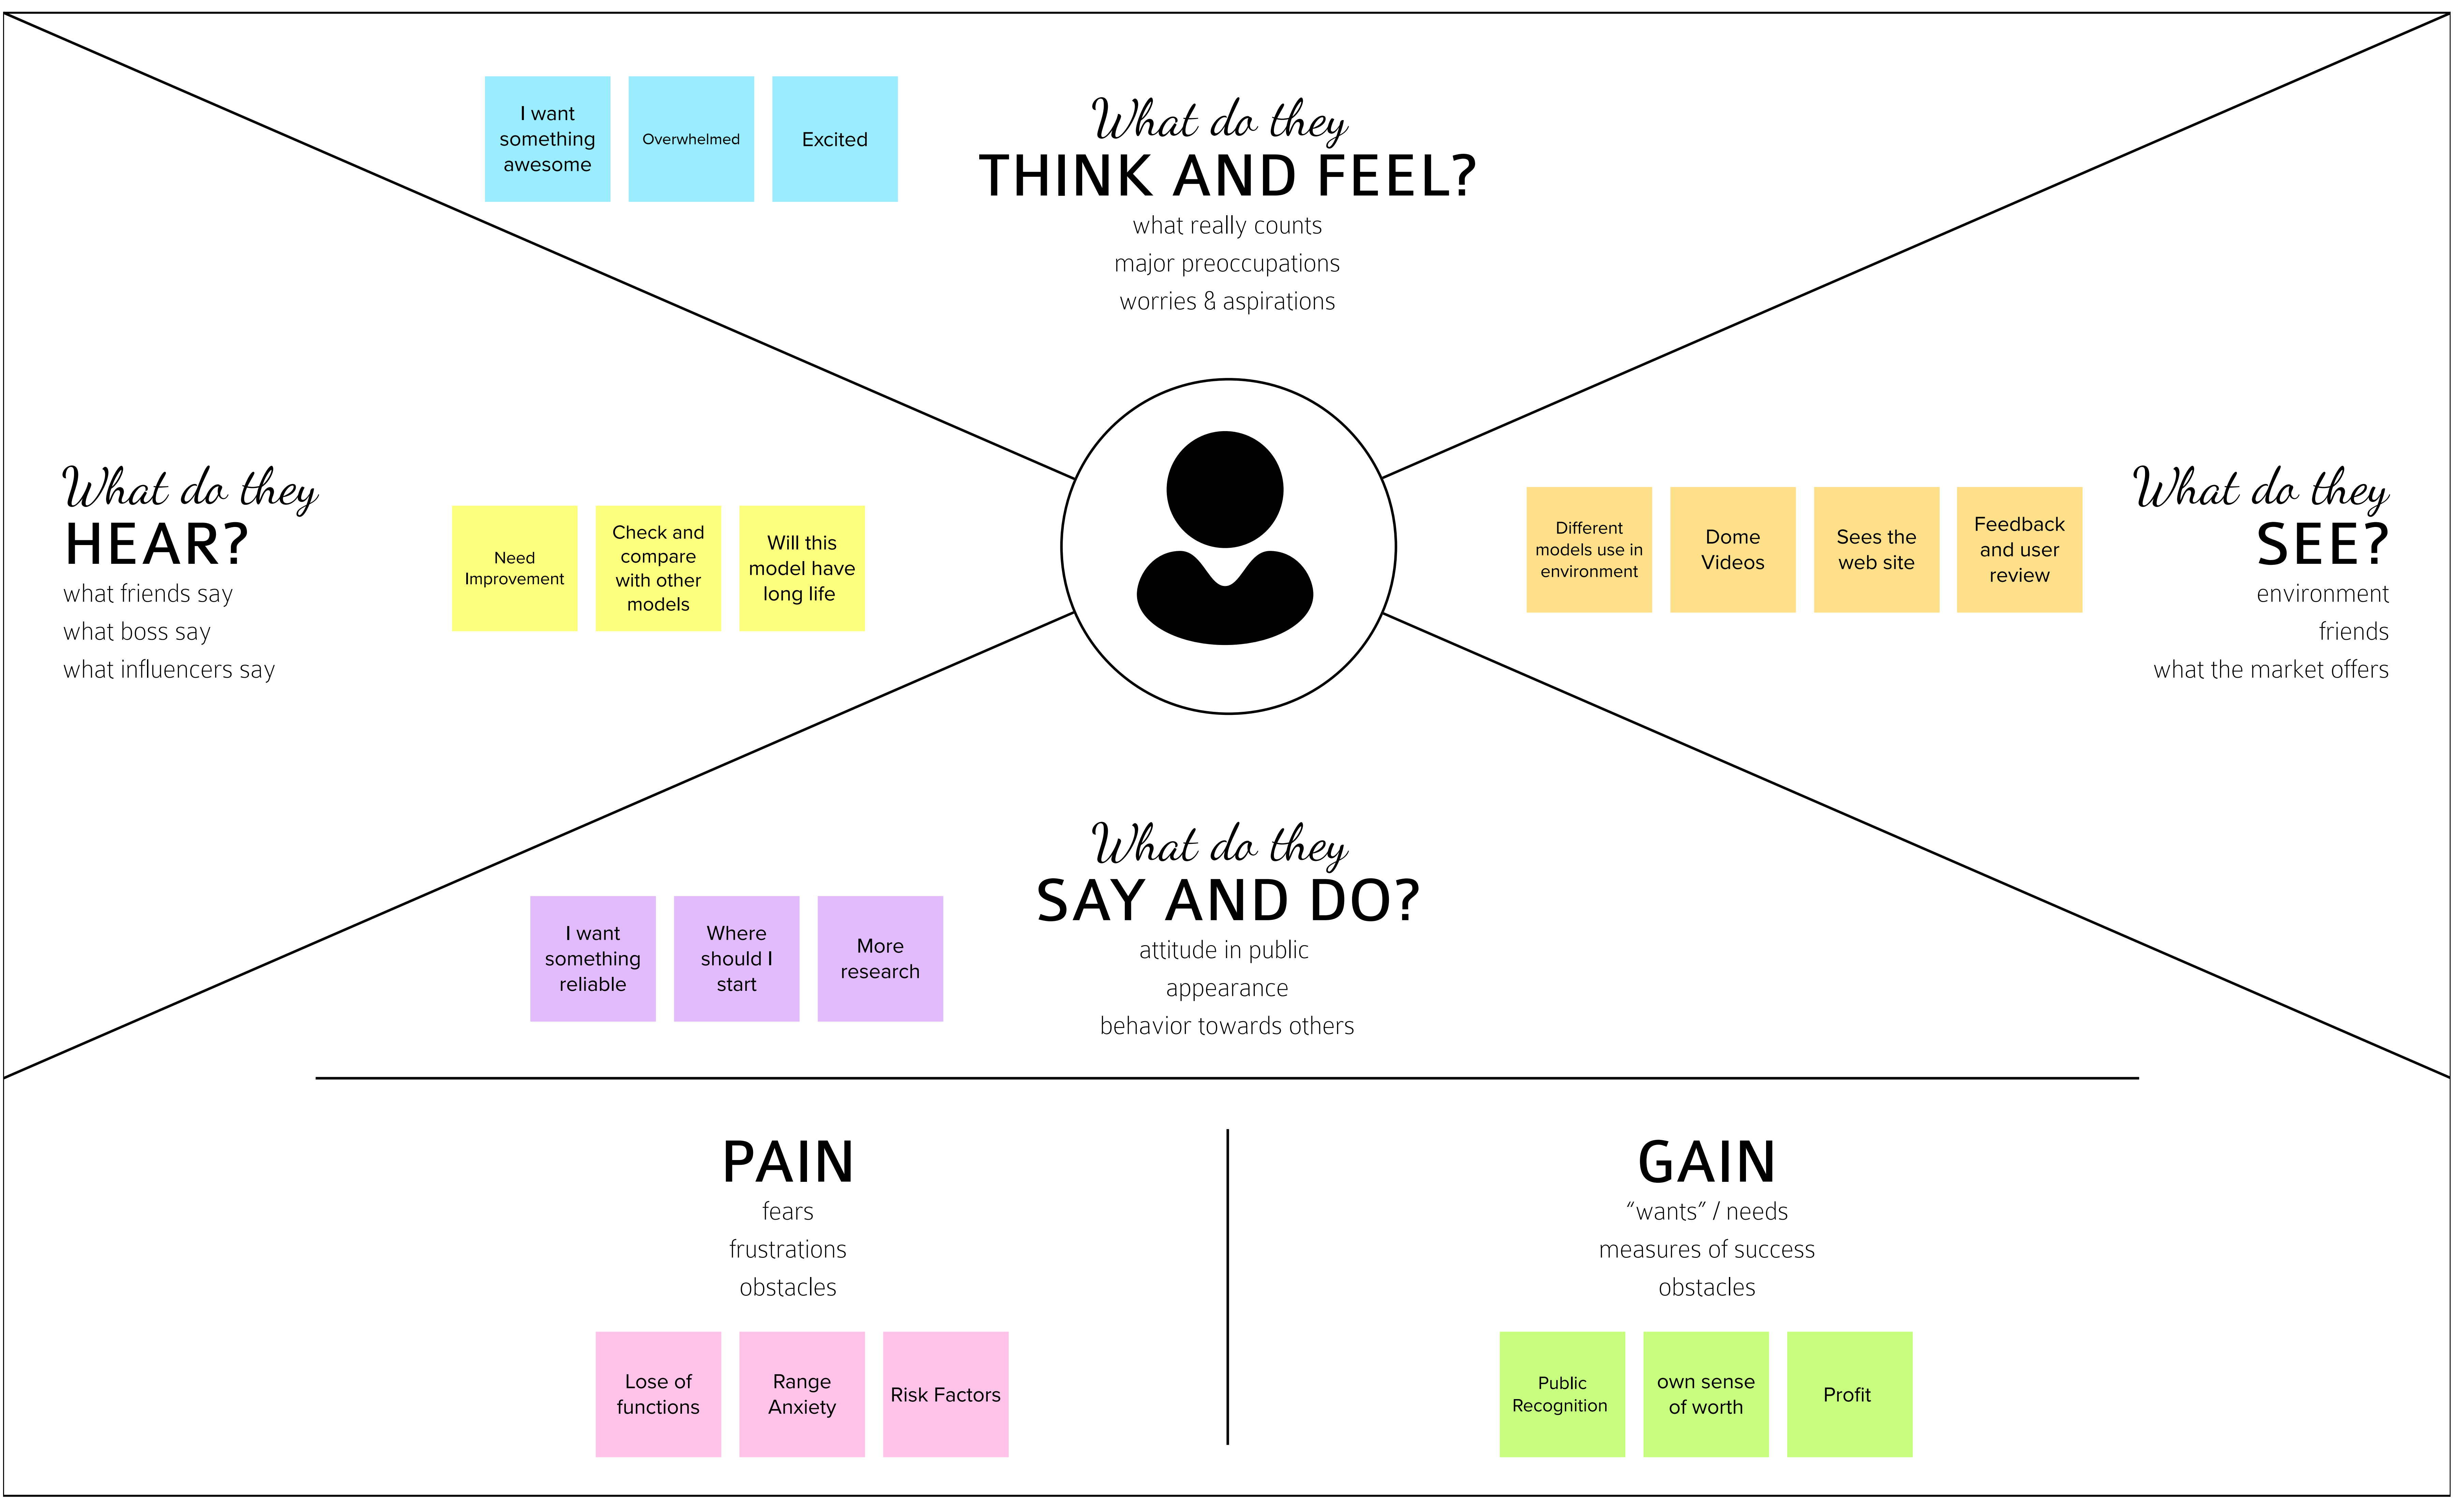 I want
something
awesome
Overwhelmed
Excited
What do they
THINK AND FEEL?
what really counts
major preoccupations
worries & aspirations
What do they
HEAR?
what friends say
what boss say
what influencers say
Need
Improvement
Check and
compare
with other
models
Will this
model have
long life
Different
models use in
environment
Dome
Videos
Sees the
web site
Feedback
and user
review
What do they
SEE?
environment
friends
what the market offers
What do they
SAY AND DO?
attitude in public
appearance
behavior towards others
I want
something
reliable
Where
should I
start
More
research
PAIN
fears
frustrations
obstacles
Lose of
functions
Range
Anxiety
Risk Factors
GAIN
“wants” / needs
measures of success
obstacles
Public
Recognition
own sense
of worth
Profit